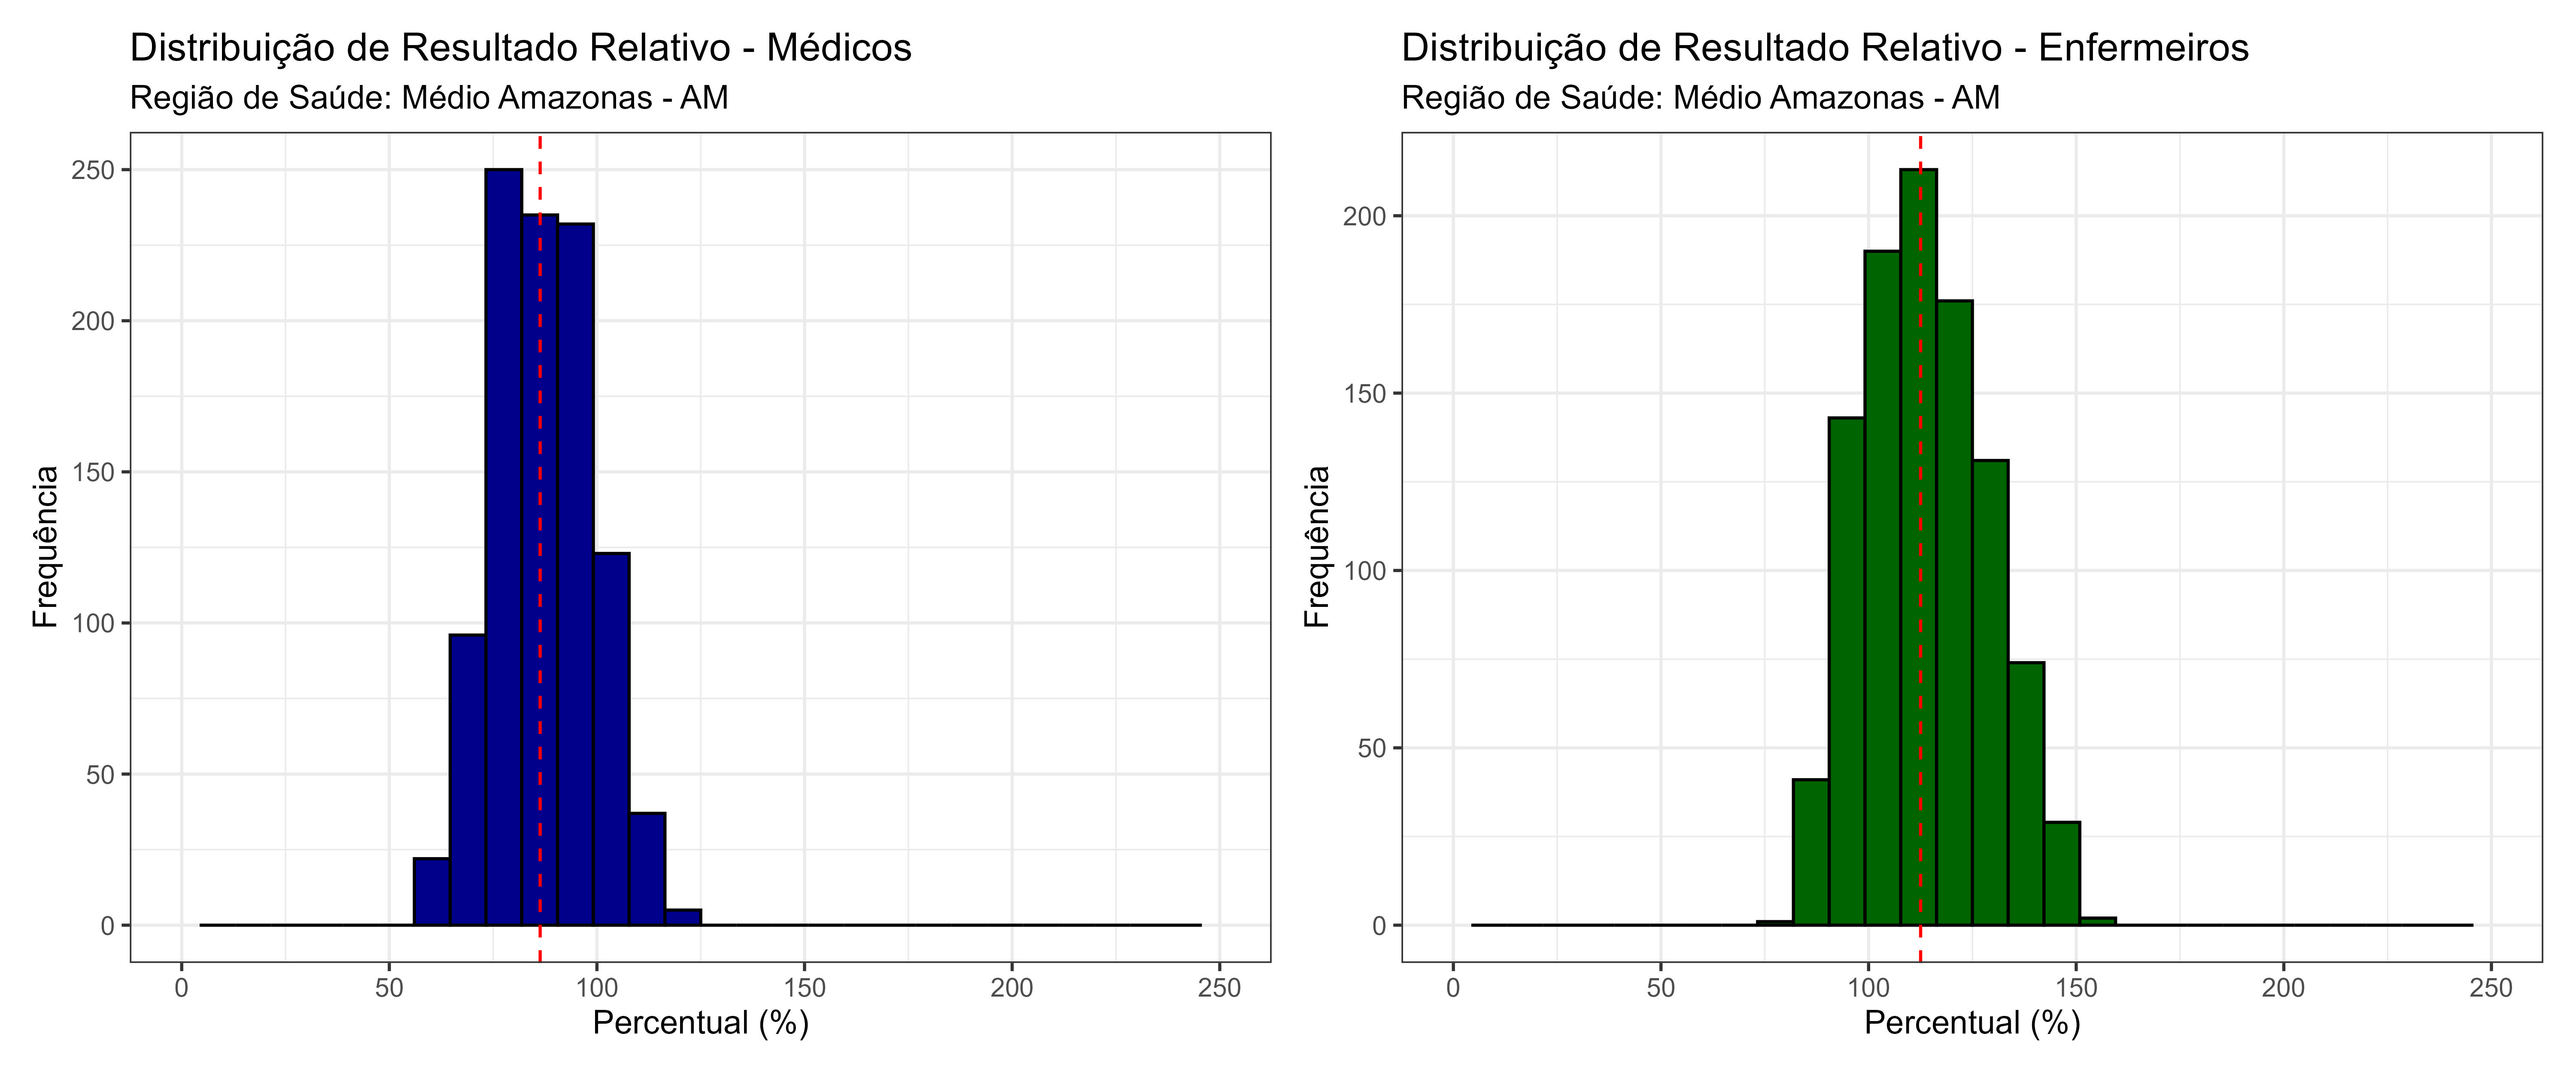 Distribuição de Resultado Relativo - Médicos
Região de Saúde: Médio Amazonas - AM
Frequência
250
200
150
100
50
0
0 50 100 150 200 250
Percentual (%)
Distribuição de Resultado Relativo - Enfermeiros
Região de Saúde: Médio Amazonas - AM
Frequência
200
150
100
50
0
0 50 100 150 200 250
Percentual (%)